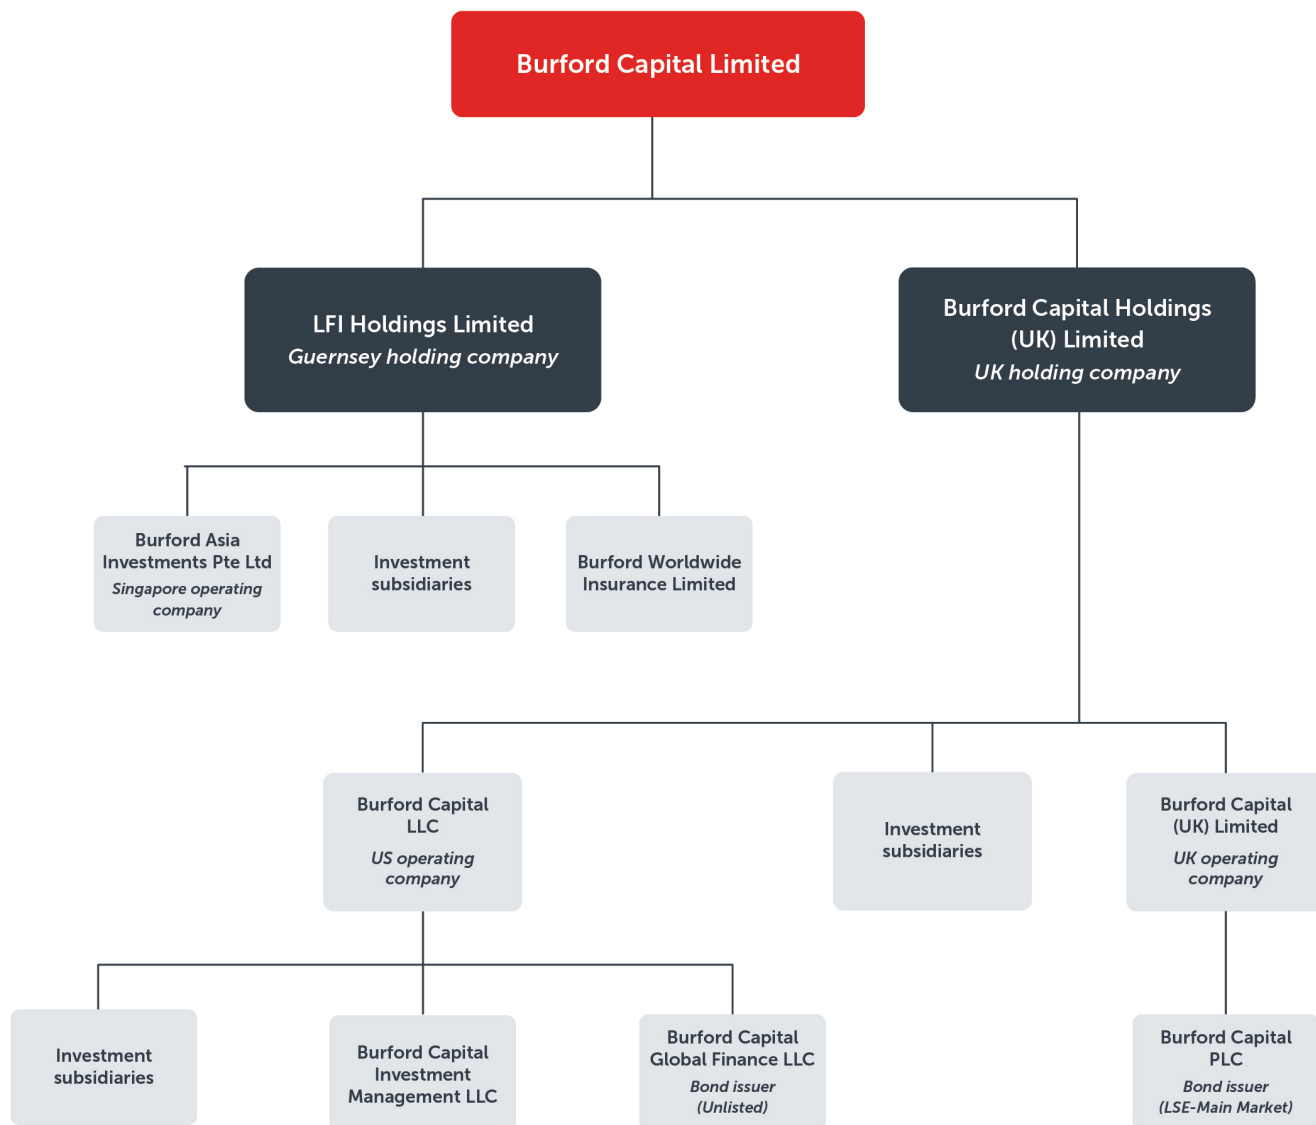 Burford Capital Limited
LFI Holdings Limited
Guernsey holding company
Burford Capital Holdings
(UK) Limited
UK holding company
Burford Asia
Investments Pte Ltd
Singapore operating
company
Investment
subsidiaries
Burford Worldwide
Insurance Limited
Burford Capital
LLC
US operating
company
Investment
subsidiaries
Burford Capital
(UK) Limited
UK operating
company
Investment
subsidiaries
Burford Capital
Investment
Management LLC
Burford Capital
Global Finance LLC
Bond issuer
(Unlisted)
Burford Capital
PLC
Bond issuer
(LSE-Main Market)